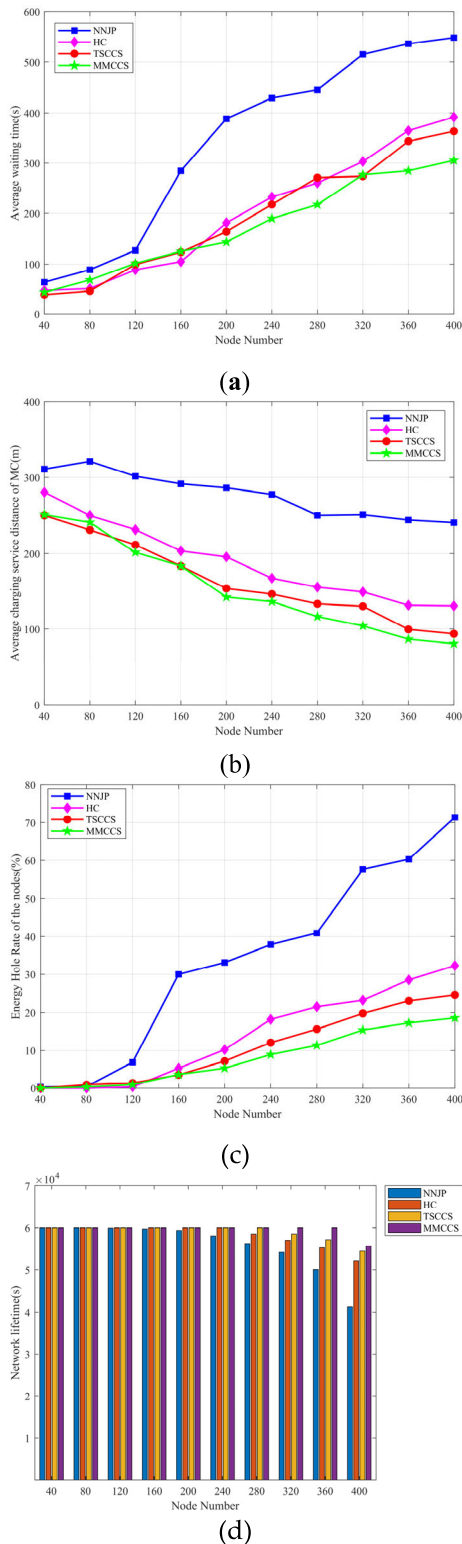 600
500
400
300
200
100
0
Average waiting time(s)
NNJP
HC
TSCCS
MMCCS
40 80 120 160 200 240 280 320 360 400
Node Number
(a)
400
300
200
100
0
Average charging service distance of MC(m)
NNJP
HC
TSCCS
MMCCS
40 80 120 160 200 240 280 320 360 400
Node Number
(b)
80
70
60
50
40
30
20
10
0
Energy Hole Rate of the nodes(%)
NNJP
HC
TSCCS
MMCCS
40 80 120 160 200 240 280 320 360 400
Node Number
(c)
×10^4
7
6
5
4
3
2
1
Network lifetime(s)
NNJP
HC
TSCCS
MMCCS
40 80 120 160 200 240 280 320 360 400
Node Number
(d)